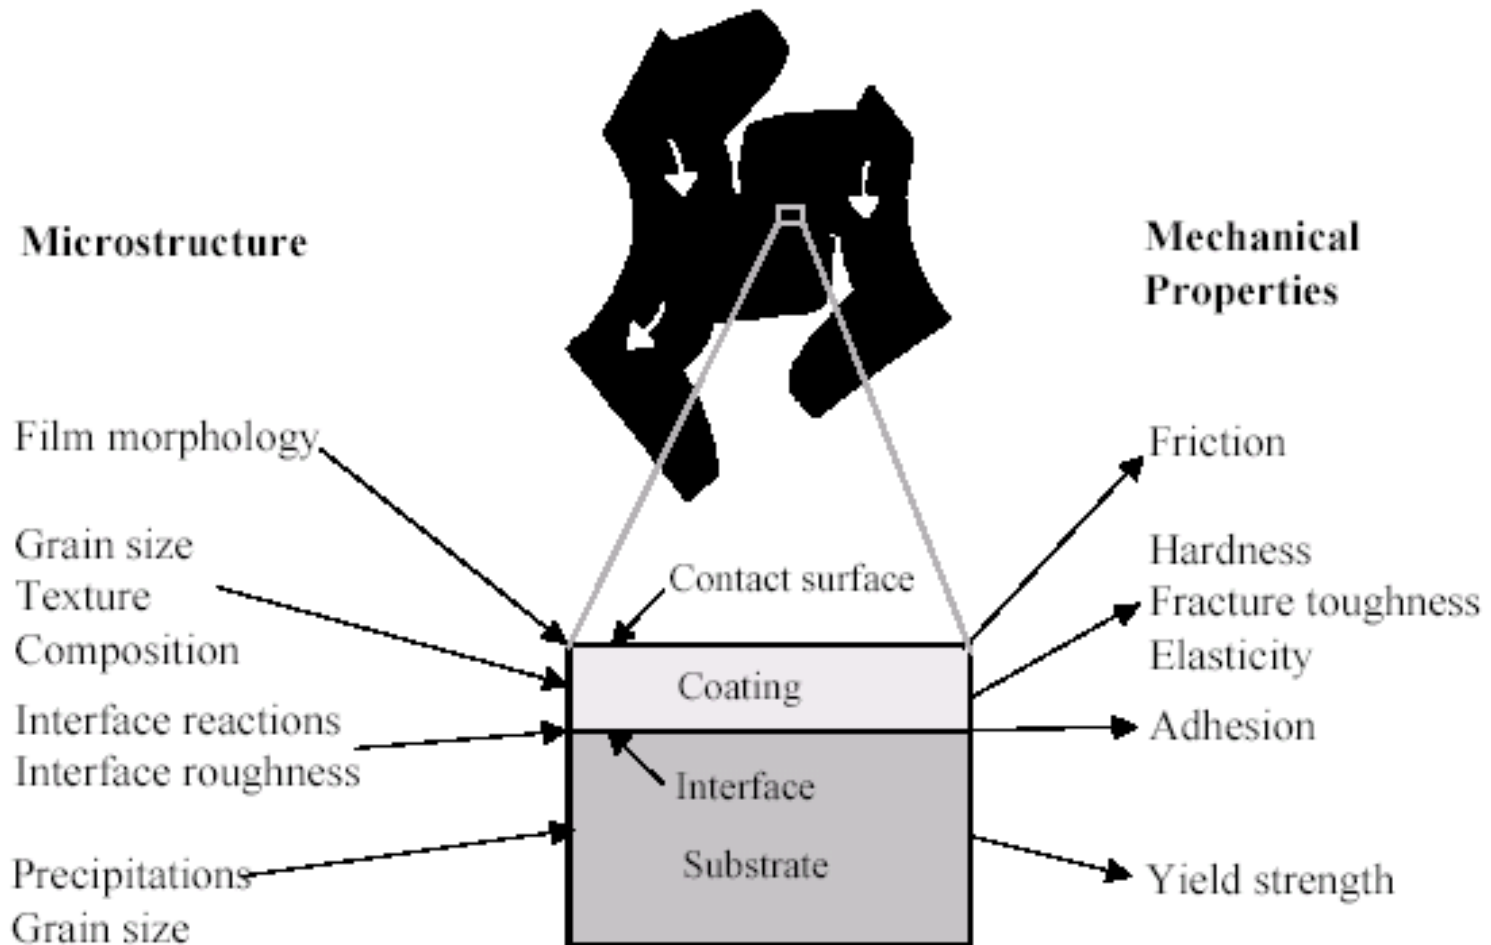 Microstructure
Mechanical
Properties
Film morphology
Friction
Grain size
Texture
Composition
Contact surface
Hardness
Fracture toughness
Elasticity
Coating
Interface reactions
Interface roughness
Adhesion
Interface
Substrate
Precipitations
Grain size
Yield strength